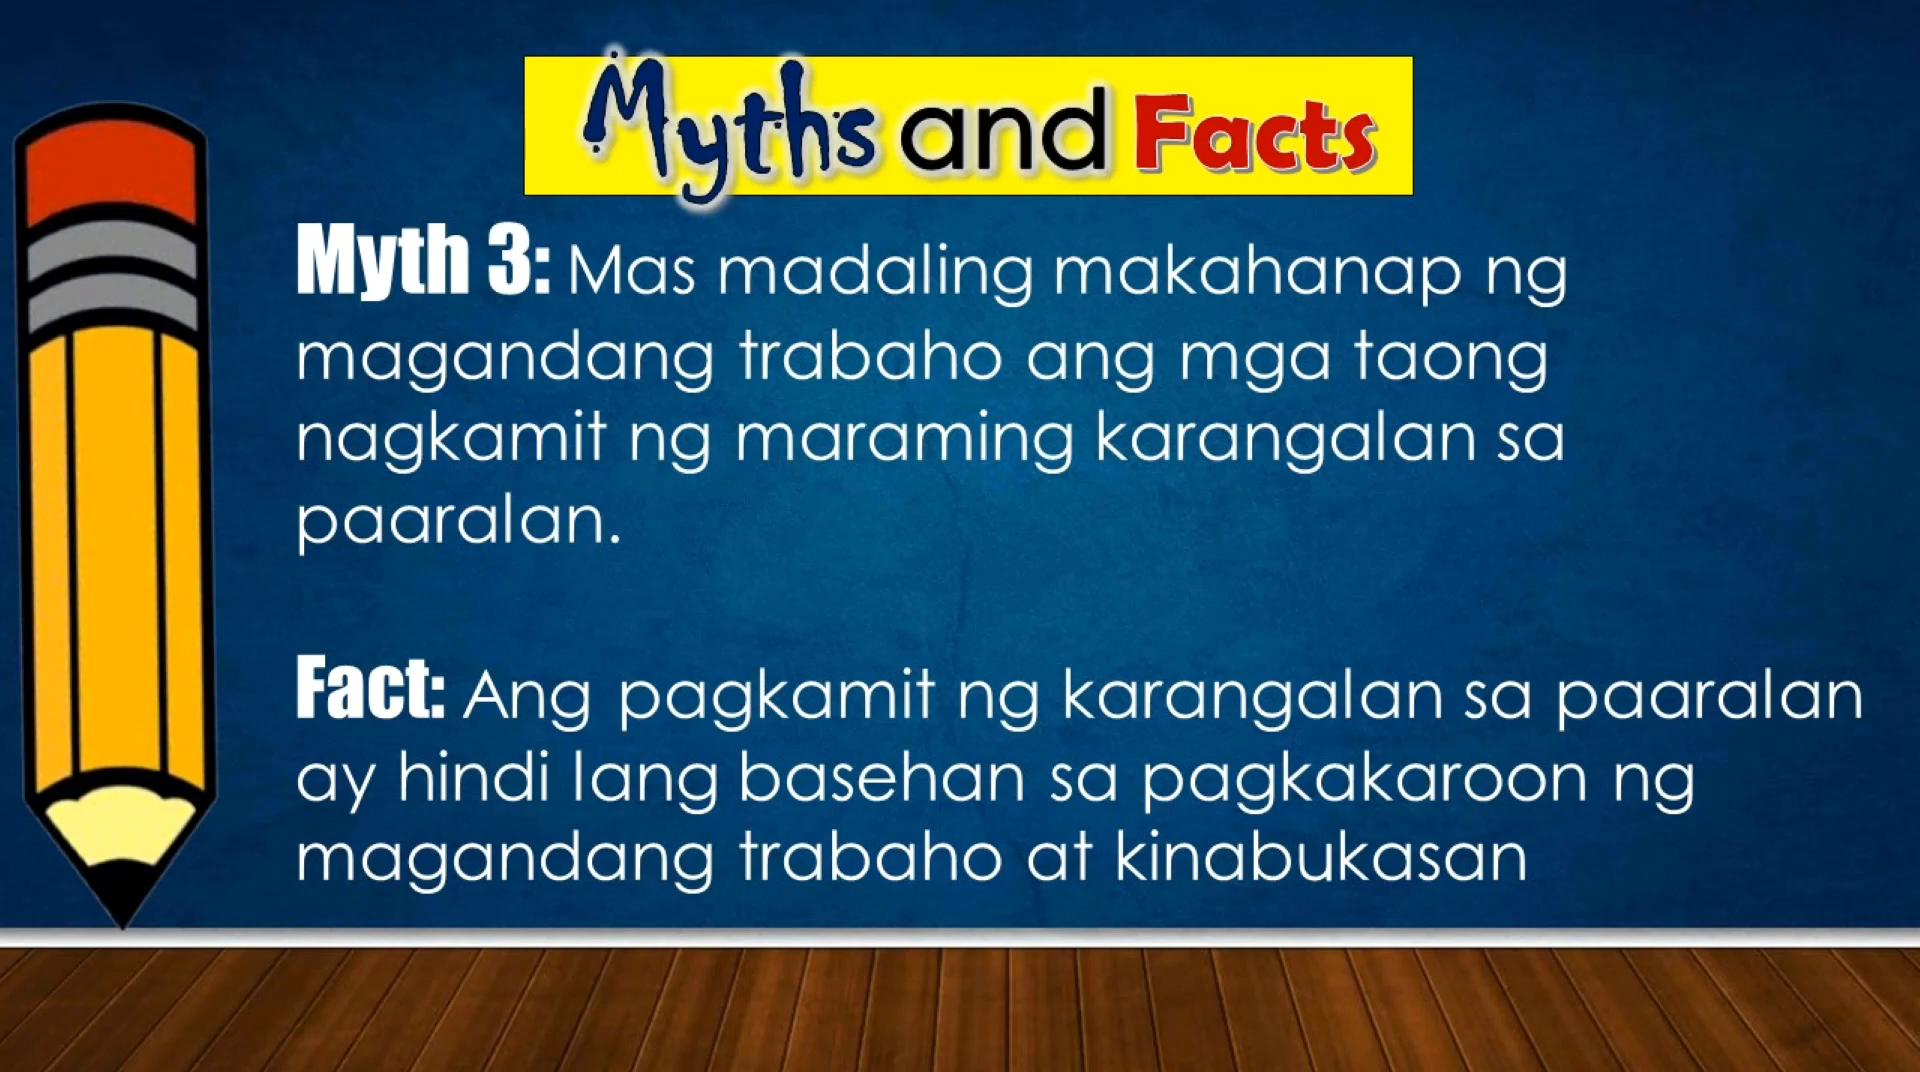 Myths and Facts
Myth 3: Mas madaling makahanap ng
magandang trabaho ang mga taong
nagkamit ng maraming karangalan sa
paaralan.
Fact: Ang pagkamit ng karangalan sa paaralan
ay hindi lang basehan sa pagkakaroon ng
magandang trabaho at kinabukasan